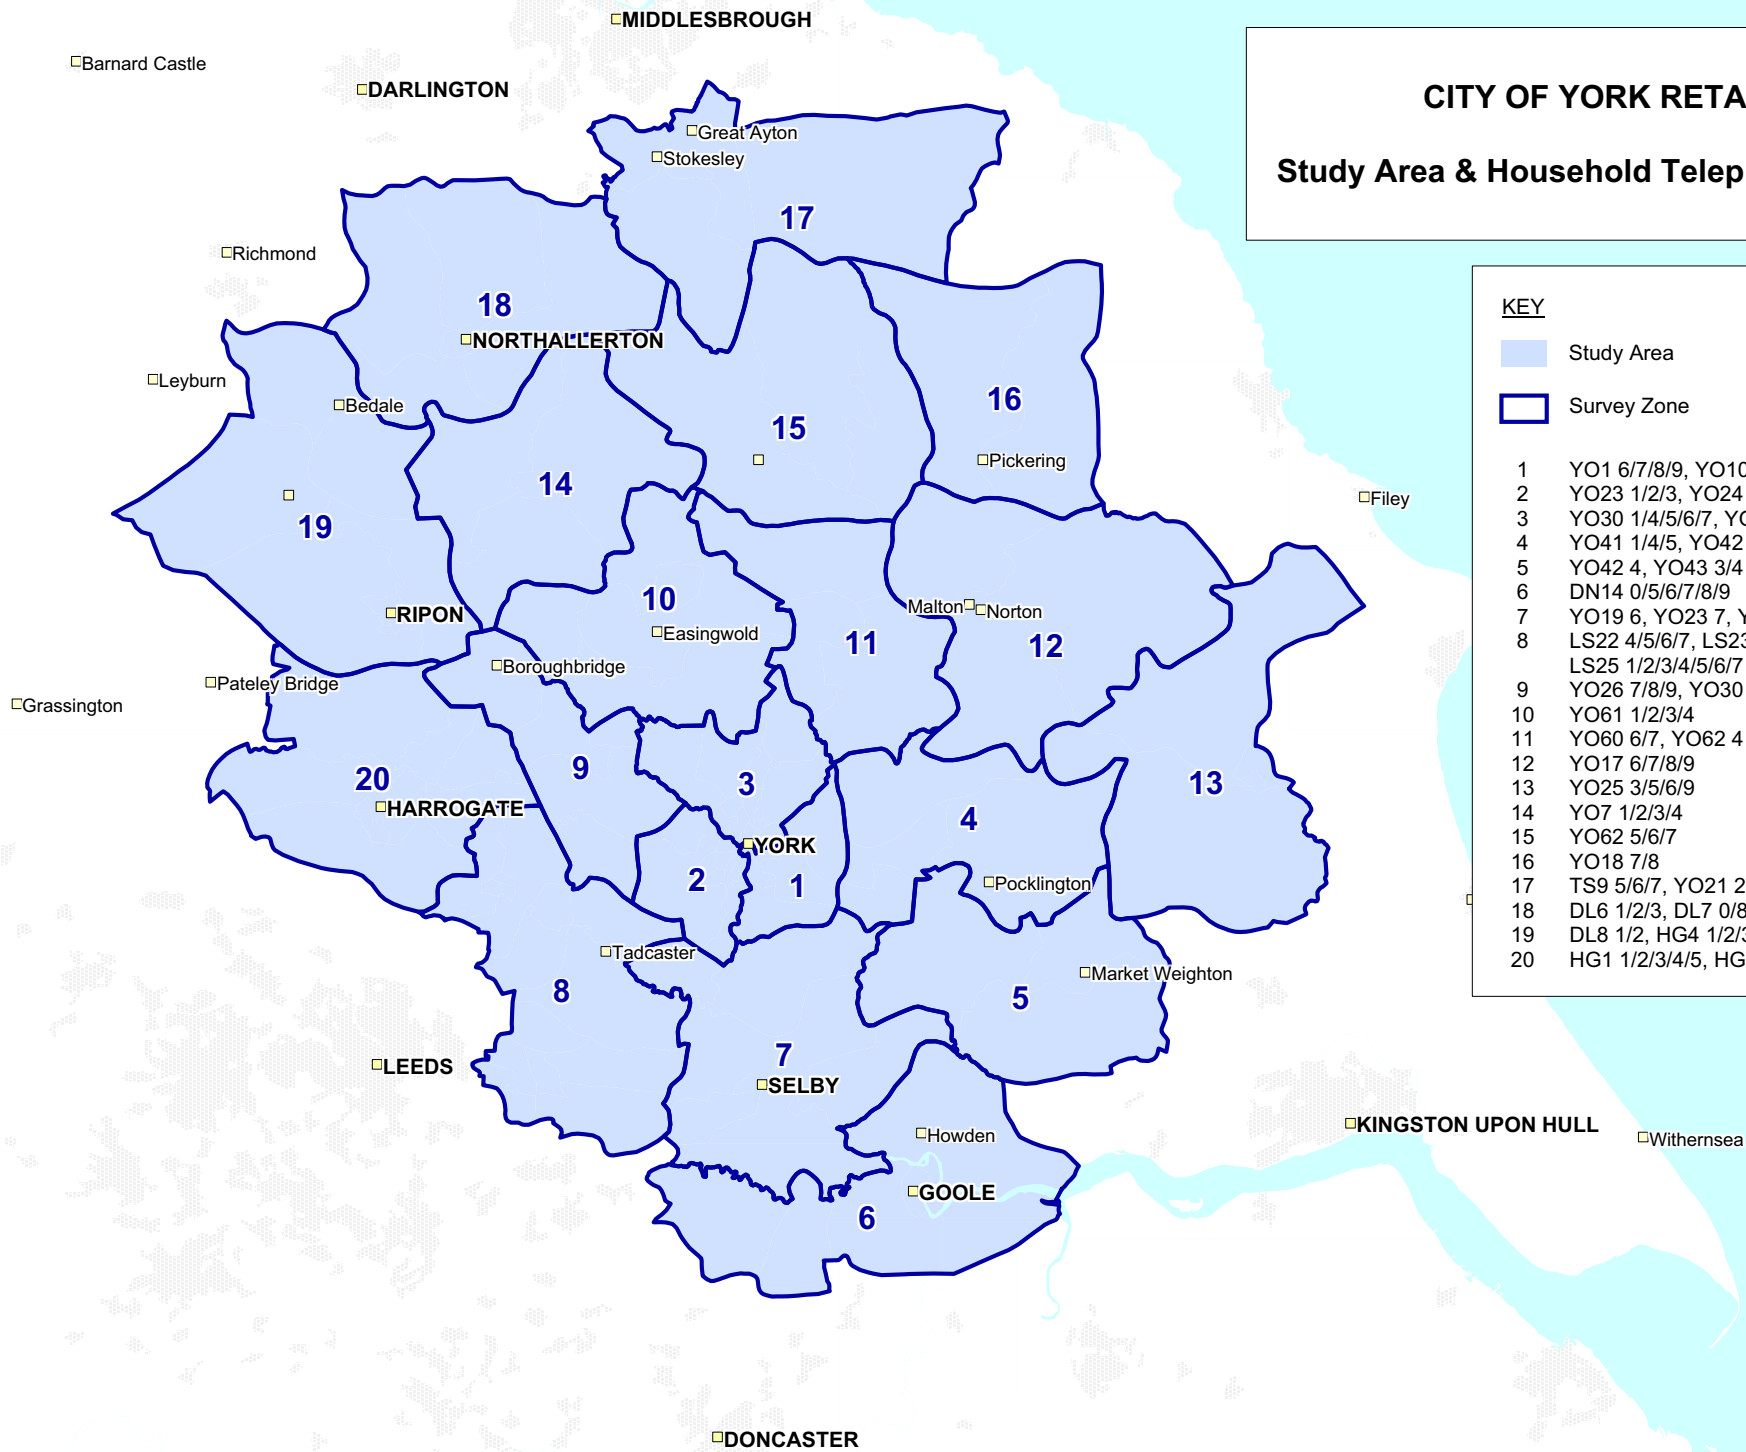 MIDDLESBROUGH
Barnard Castle
DARLINGTON
CITY OF YORK RETA
Study Area & Household Telep
Great Ayton
Stokesley
17
Richmond
18
NORTHALLERTON
Leyburn
Bedale
16
15
Pickering
14
19
Filey
10
RIPON
Easingwold
11
Malton
Norton
12
Boroughbridge
Pateley Bridge
Grassington
9
20
HARROGATE
3
13
4
YORK
2
1
Pocklington
Tadcaster
8
Market Weighton
5
7
LEEDS
SELBY
KINGSTON UPON HULL
Withernsea
Howden
GOOLE
6
DONCASTER
KEY
Study Area
Survey Zone
1 YO1 6/7/8/9, YO10
2 YO23 1/2/3, YO24
3 YO30 1/4/5/6/7, YO
4 YO41 1/4/5, YO42
5 YO42 4, YO43 3/4
6 DN14 0/5/6/7/8/9
7 YO19 6, YO23 7, Y
8 LS22 4/5/6/7, LS23
LS25 1/2/3/4/5/6/7
9 YO26 7/8/9, YO30
10 YO61 1/2/3/4
11 YO60 6/7, YO62 4
12 YO17 6/7/8/9
13 YO25 3/5/6/9
14 YO7 1/2/3/4
15 YO62 5/6/7
16 YO18 7/8
17 TS9 5/6/7, YO21 2
18 DL6 1/2/3, DL7 0/8
19 DL8 1/2, HG4 1/2/3
20 HG1 1/2/3/4/5, HG